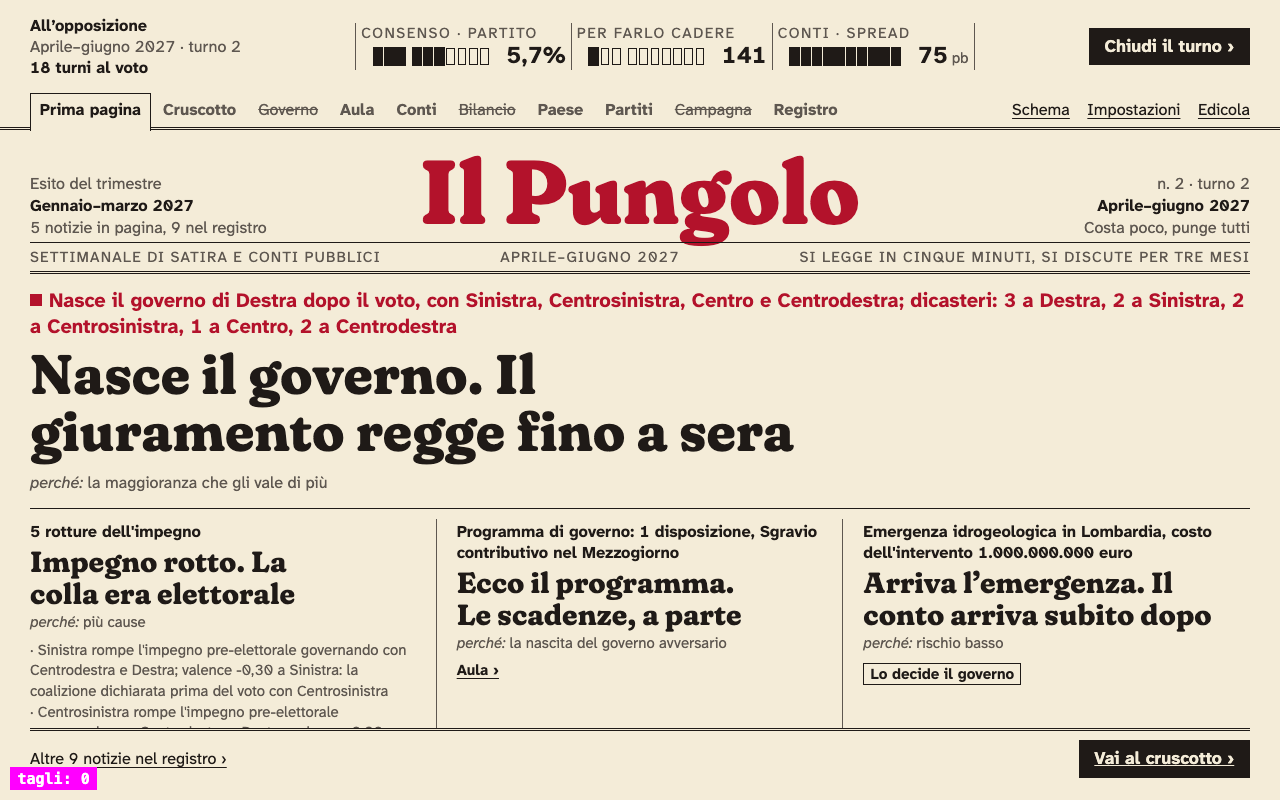 All’opposizione
Aprile–giugno 2027 · turno 2
18 turni al voto
CONSENSO · PARTITO
5,7%
PER FARLO CADERE
141
CONTI · SPREAD
75 pb
Chiudi il turno ›
Prima pagina
Cruscotto
Governo
Aula
Conti
Bilancio
Paese
Partiti
Campagna
Registro
Schema
Impostazioni
Edicola
Esito del trimestre
Gennaio–marzo 2027
5 notizie in pagina, 9 nel registro
Il Pungolo
n. 2 · turno 2
Aprile–giugno 2027
Costa poco, punge tutti
SETTIMANALE DI SATIRA E CONTI PUBBLICI
APRILE–GIUGNO 2027
SI LEGGE IN CINQUE MINUTI, SI DISCUTE PER TRE MESI
Nasce il governo di Destra dopo il voto, con Sinistra, Centrosinistra, Centro e Centrodestra; dicasteri: 3 a Destra, 2 a Sinistra, 2
a Centrosinistra, 1 a Centro, 2 a Centrodestra
Nasce il governo. Il
giuramento regge fino a sera
perché: la maggioranza che gli vale di più
5 rotture dell'impegno
Impegno rotto. La
colla era elettorale
perché: più cause
· Sinistra rompe l'impegno pre-elettorale governando con
Centrodestra e Destra; valence -0,30 a Sinistra: la
coalizione dichiarata prima del voto con Centrosinistra
· Centrosinistra rompe l'impegno pre-elettorale
Programma di governo: 1 disposizione, Sgravio
contributivo nel Mezzogiorno
Ecco il programma.
Le scadenze, a parte
perché: la nascita del governo avversario
Aula ›
Emergenza idrogeologica in Lombardia, costo
dell'intervento 1.000.000.000 euro
Arriva l’emergenza. Il
conto arriva subito dopo
perché: rischio basso
Lo decide il governo
Altre 9 notizie nel registro ›
Vai al cruscotto ›
tagli: 0